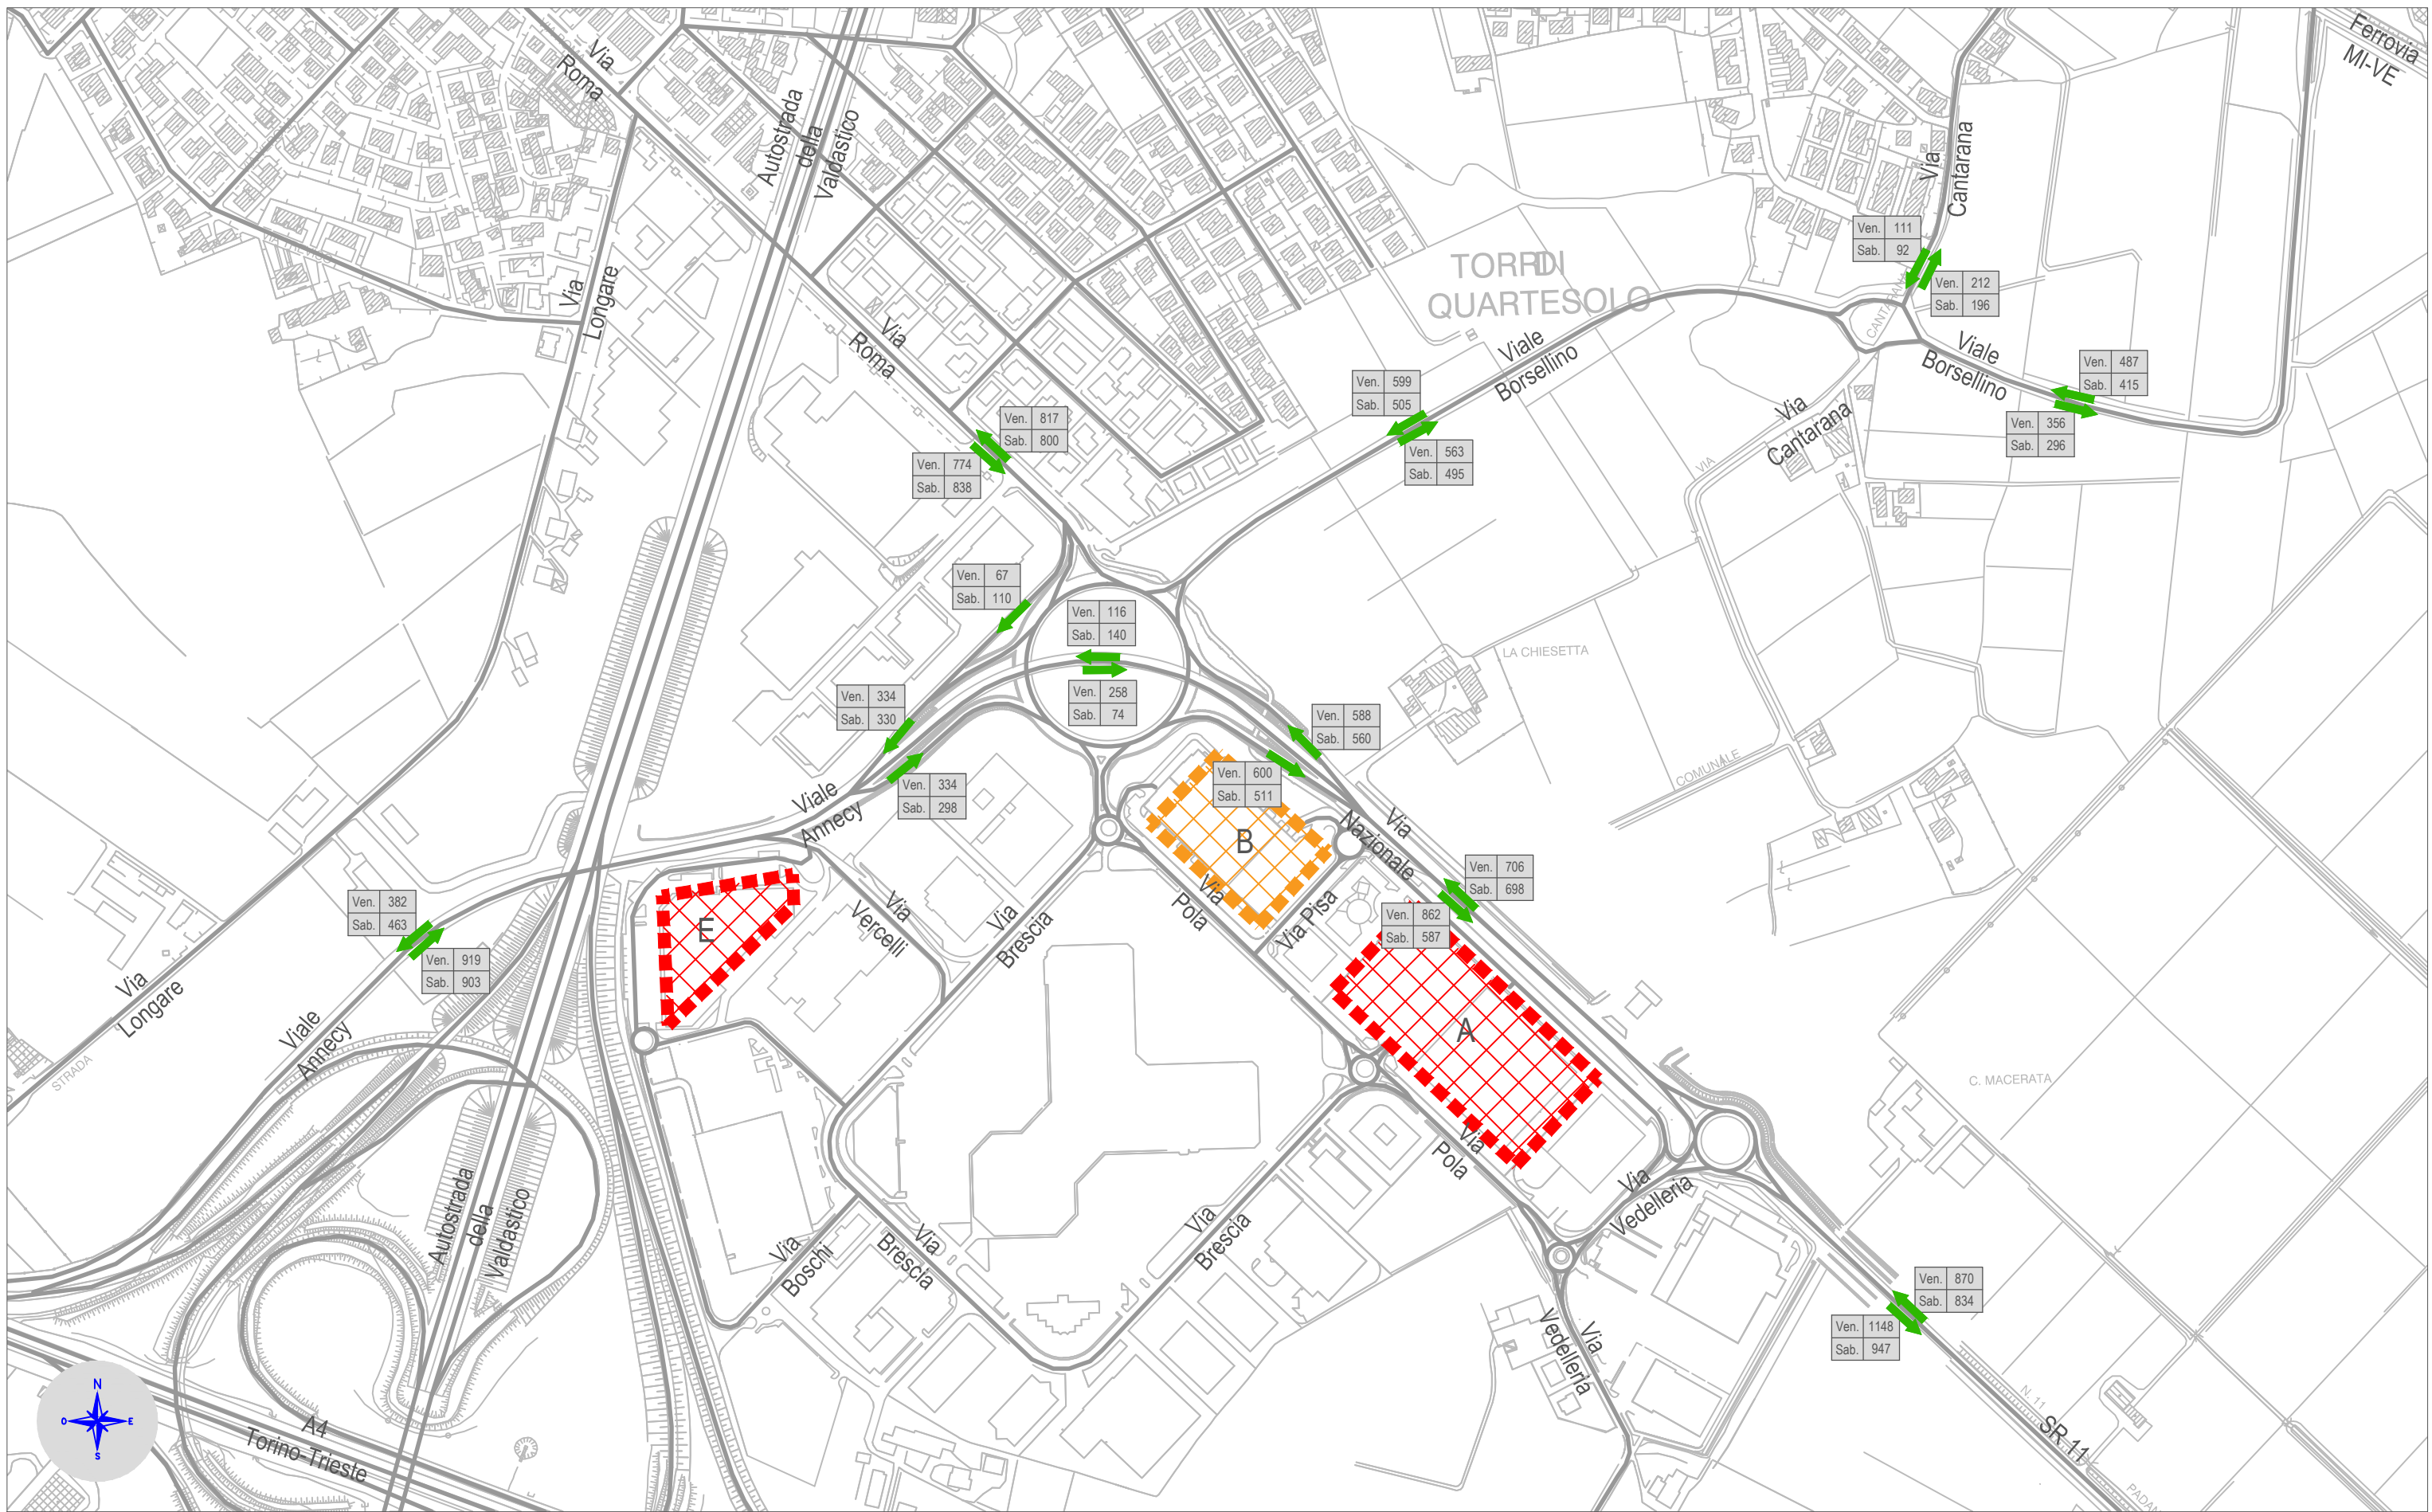 Ferrovia
MI-VE
Via
Roma
Autostrada
della
Valdastico
Via
Cantarana
Ven. 111
Sab. 92
Ven. 212
Sab. 196
TORRI DI
QUARTESOLO
Via
Longare
CANTARANA
Via
Roma
Viale
Borsellino
Viale
Borsellino
Ven. 487
Sab. 415
Ven. 356
Sab. 296
Ven. 599
Sab. 505
Ven. 563
Sab. 495
Via
Cantarana
VIA
Ven. 817
Sab. 800
Ven. 774
Sab. 838
Ven. 67
Sab. 110
Ven. 116
Sab. 140
Ven. 258
Sab. 74
LA CHIESETTA
Ven. 334
Sab. 330
Ven. 334
Sab. 298
Ven. 588
Sab. 560
Ven. 600
Sab. 511
COMUNALE
Viale
Annecy
B
Via
Nazionale
Ven. 706
Sab. 698
Ven. 862
Sab. 587
Ven. 382
Sab. 463
Ven. 919
Sab. 903
E
Via
Vercelli
Via
Brescia
Via
Pola
Via Pisa
A
Via
Longare
Viale
Annecy
STRADA
C. MACERATA
Via
Pola
Via
Vedelleria
Autostrada
della
Valdastico
Via
Boschi
Via
Brescia
Via
Brescia
Ven. 870
Sab. 834
Ven. 1148
Sab. 947
Via
Vedelleria
N
O
E
S
A4
Torino-Trieste
N. 11
SR 11